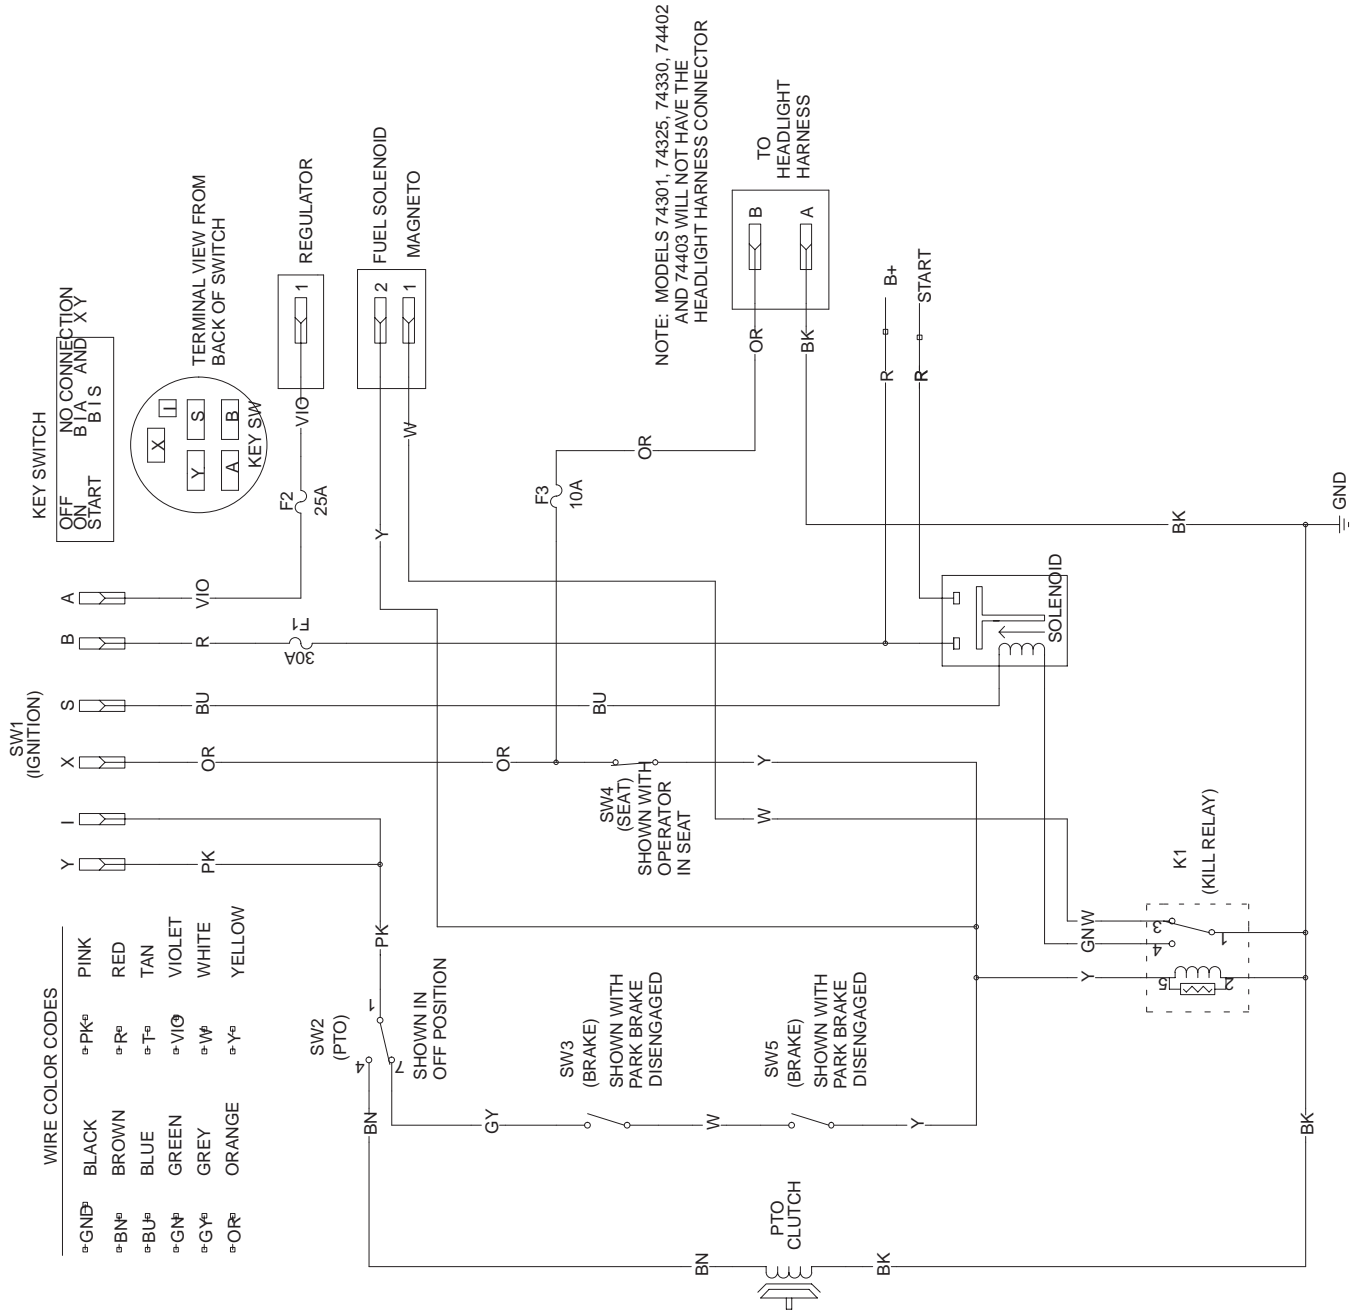 KEY SWITCH
OFF NO CONNECTION
ON B I A AND X Y
START B I S
TERMINAL VIEW FROM
BACK OF SWITCH
X
I
Y
S
A
B
KEY SW
REGULATOR
1
FUEL SOLENOID
2
MAGNETO
1
NOTE: MODELS 74301, 74325, 74330, 74402
AND 74403 WILL NOT HAVE THE
HEADLIGHT HARNESS CONNECTOR
TO
HEADLIGHT
HARNESS
B
A
OR
BK
B+
START
R
R
SW1
(IGNITION)
A
B
S
X
I
Y
VIO
VIO
F2
25A
R
F1
30A
Y
W
BU
BU
OR
OR
F3
10A
OR
SW4
(SEAT)
SHOWN WITH
OPERATOR
IN SEAT
Y
W
PK
PK
SOLENOID
BK
GND
K1
(KILL RELAY)
3
4
1
5
2
W
GN
Y
WIRE COLOR CODES
GND BLACK
BN BROWN
BU BLUE
GN GREEN
GY GREY
OR ORANGE
PK PINK
R RED
T TAN
VIO VIOLET
W WHITE
Y YELLOW
SW2
(PTO)
1
4
7
SHOWN IN
OFF POSITION
BN
GY
SW3
(BRAKE)
SHOWN WITH
PARK BRAKE
DISENGAGED
W
SW5
(BRAKE)
SHOWN WITH
PARK BRAKE
DISENGAGED
Y
BN
PTO
CLUTCH
BK
BK